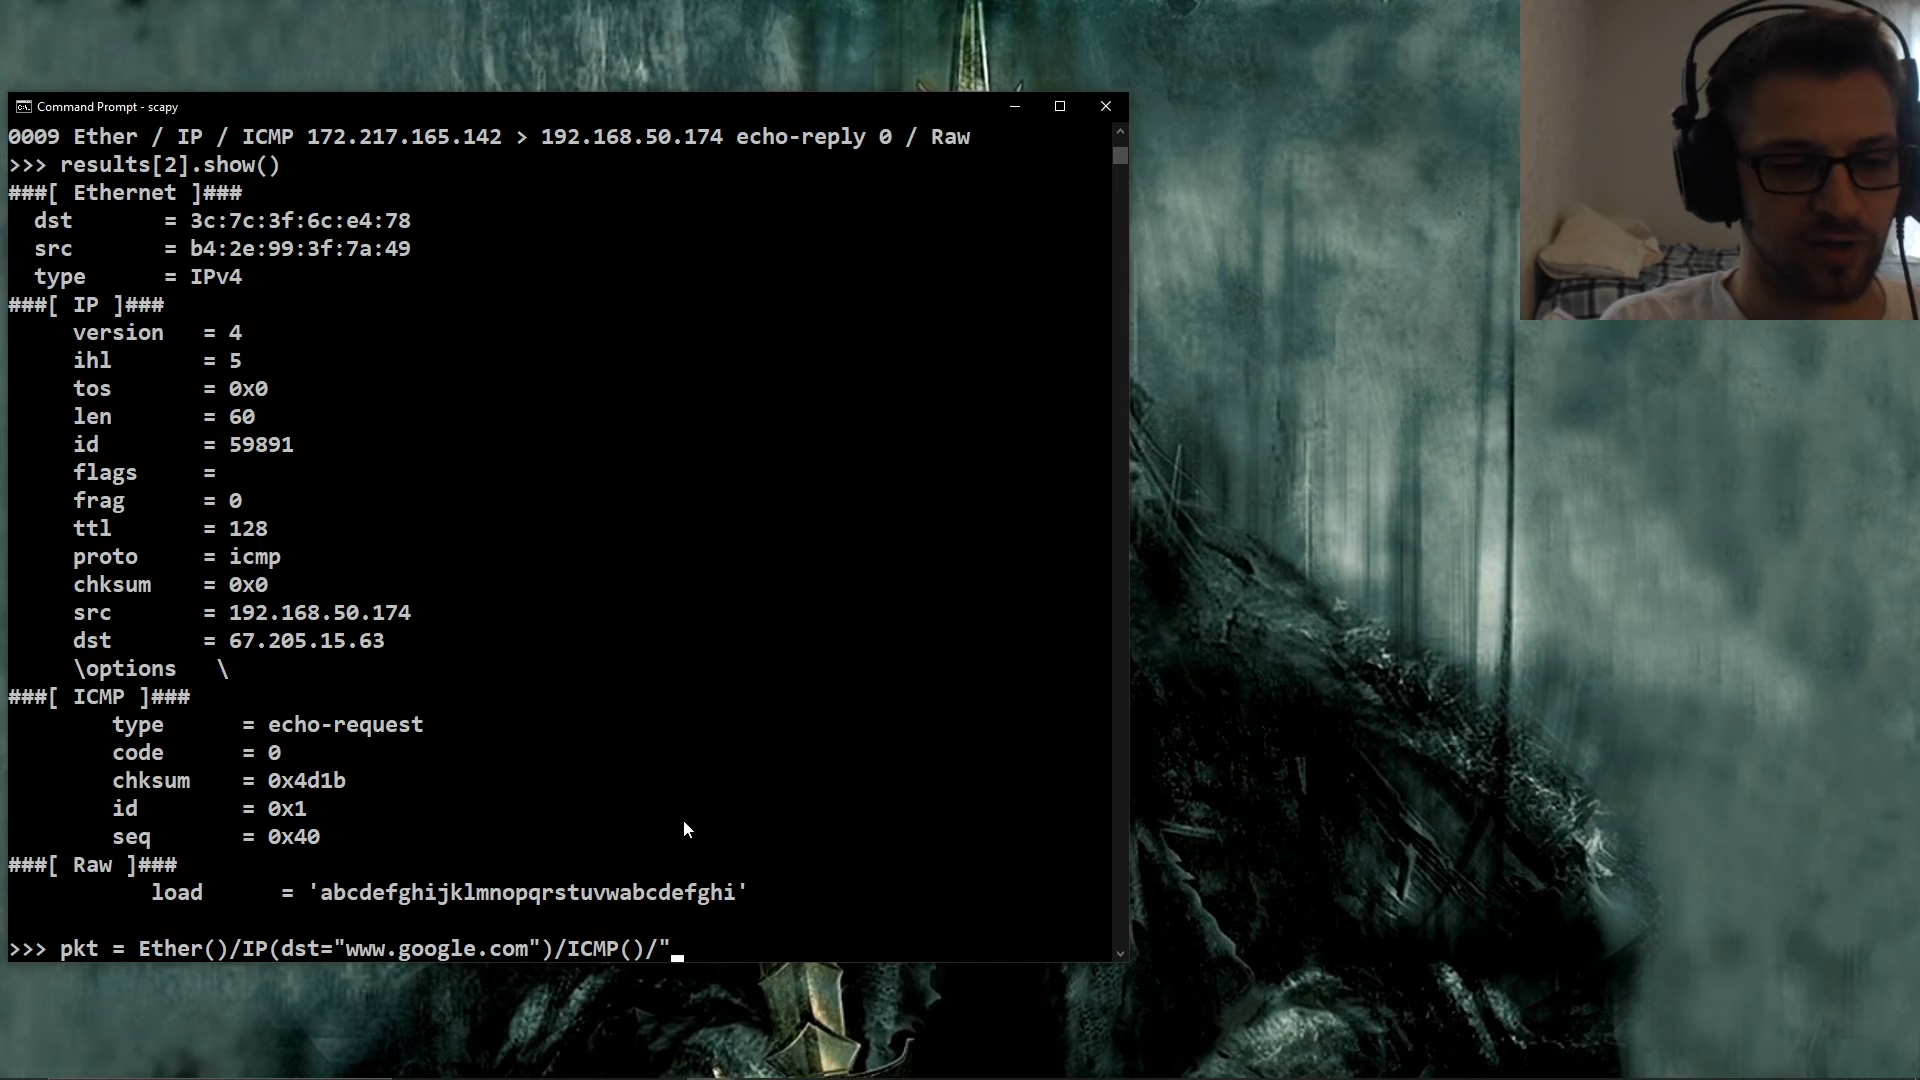 Command Prompt - scapy
0009 Ether / IP / ICMP 172.217.165.142 > 192.168.50.174 echo-reply 0 / Raw
>>> results[2].show()
###[ Ethernet ]###
dst = 3c:7c:3f:6c:e4:78
src = b4:2e:99:3f:7a:49
type = IPv4
###[ IP ]###
version = 4
ihl = 5
tos = 0x0
len = 60
id = 59891
flags =
frag = 0
ttl = 128
proto = icmp
chksum = 0x0
src = 192.168.50.174
dst = 67.205.15.63
\options \
###[ ICMP ]###
type = echo-request
code = 0
chksum = 0x4d1b
id = 0x1
seq = 0x40
###[ Raw ]###
load = 'abcdefghijklmnopqrstuvwabcdefghi'
>>> pkt = Ether()/IP(dst="www.google.com")/ICMP()/"